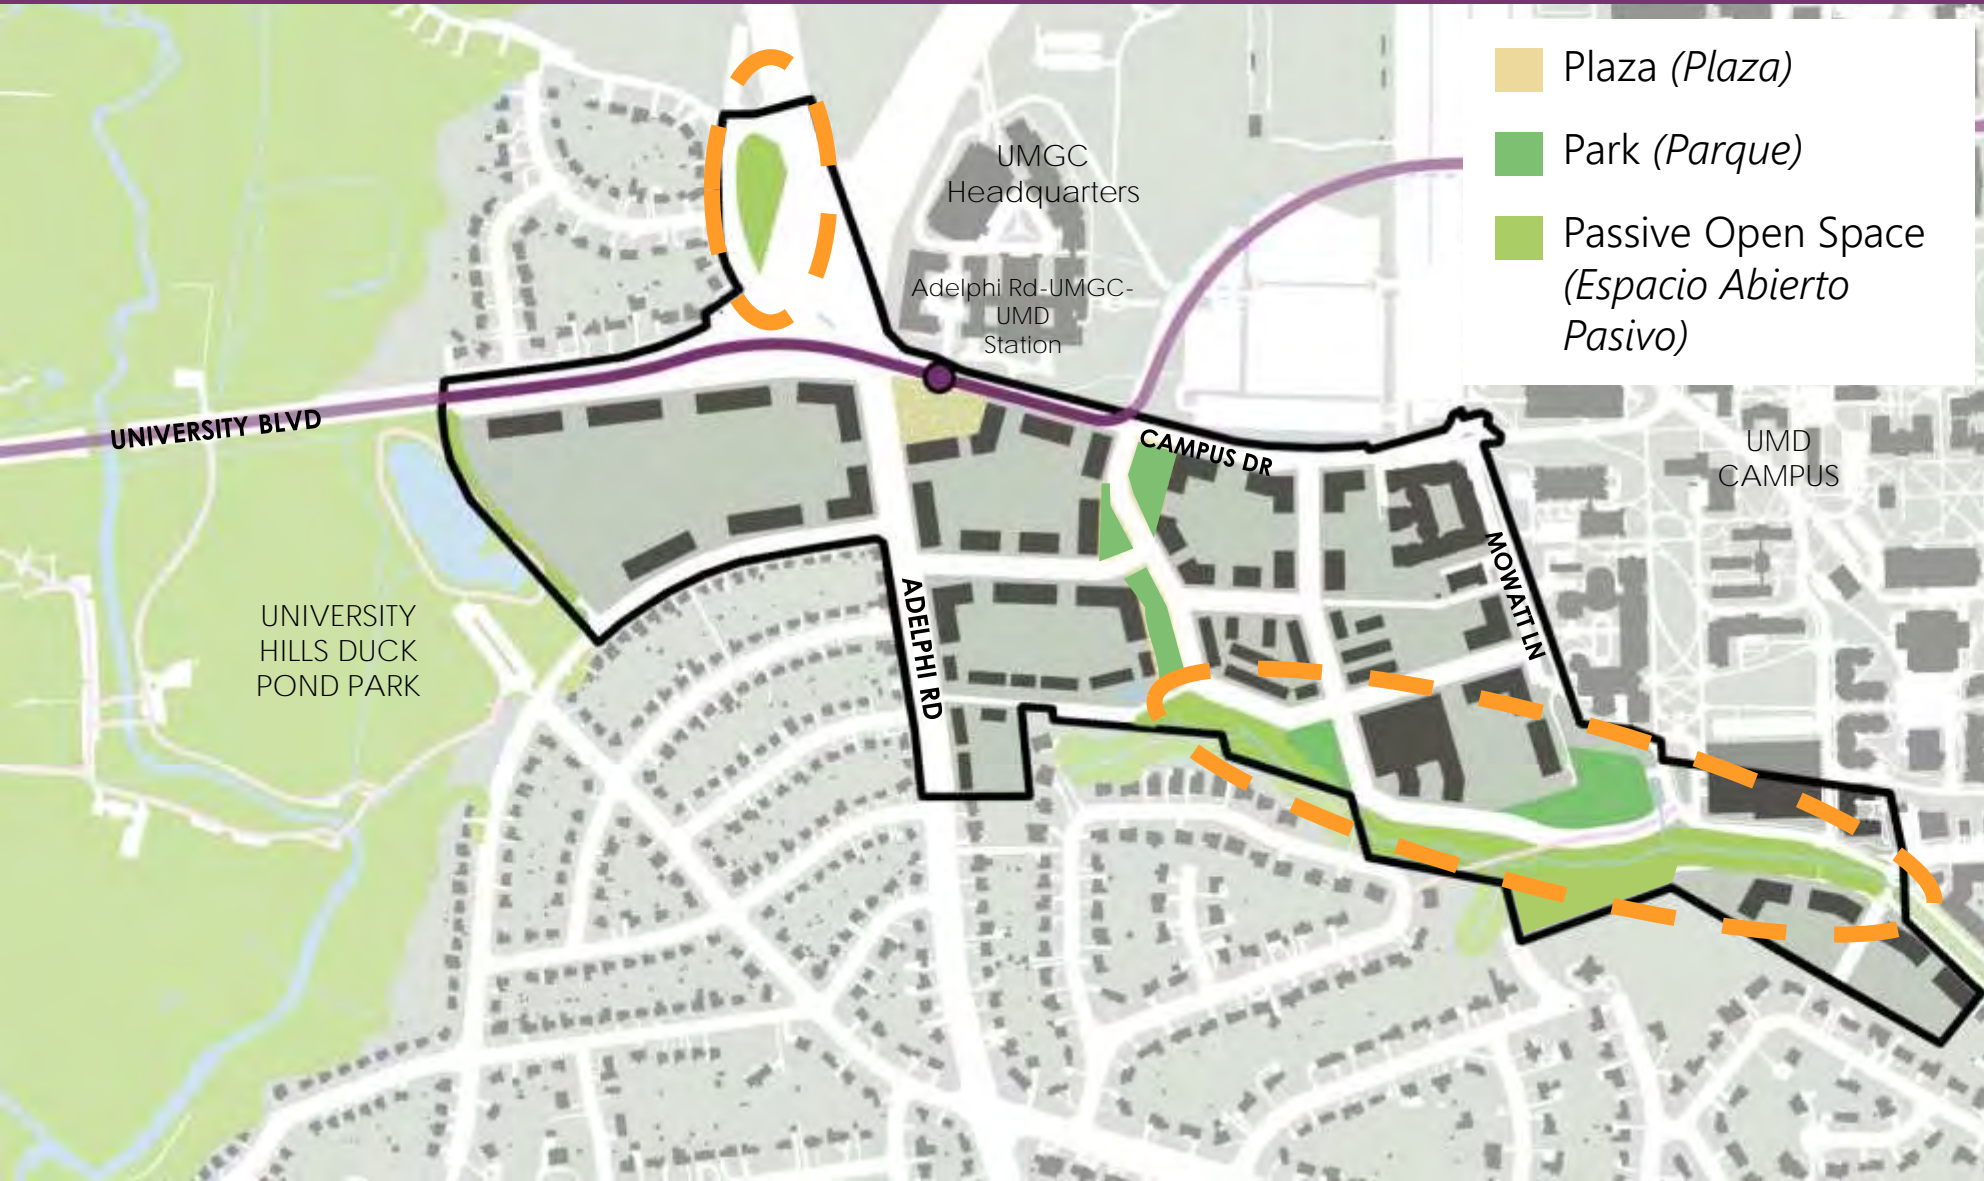 Plaza (Plaza)
Park (Parque)
Passive Open Space
(Espacio Abierto
Pasivo)
UMGC
Headquarters
Adelphi Rd-UMGC-
UMD
Station
UNIVERSITY BLVD
CAMPUS DR
UMD
CAMPUS
MOWATT LN
ADELPHI RD
UNIVERSITY
HILLS DUCK
POND PARK